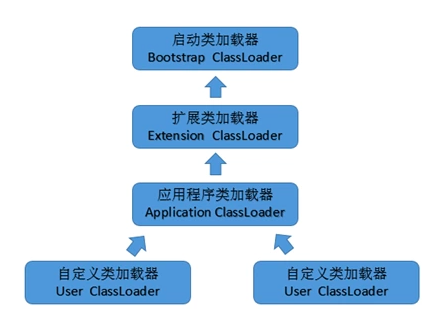 启动类加载器
Bootstrap ClassLoader
扩展类加载器
Extension ClassLoader
应用程序类加载器
Application ClassLoader
自定义类加载器
User ClassLoader
自定义类加载器
User ClassLoader